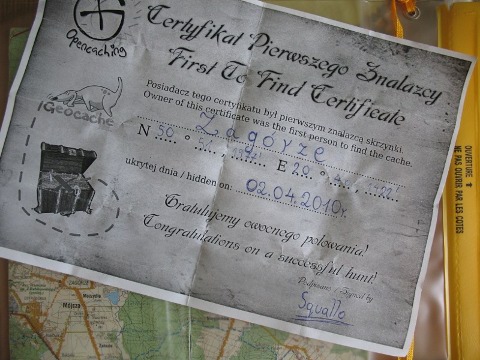 Certyfikat Pierwszego Znalazcy
First To Find Certificate
Opencaching
Geocache
Posiadacz tego certyfikatu był pierwszym znalazcą skrzynki.
Owner of this certificate was the first person to find the cache.
Zagórze
N 50 ° E 20 °
ukrytej dnia / hidden on: 02.04.2010r.
Gratulujemy owocnego polowania!
Congratulations on a successful hunt!
Podpisano / Signed by
Squallo
OUVERTURE
NE PAS OUVRIR PAR LES COTES
Mójcza